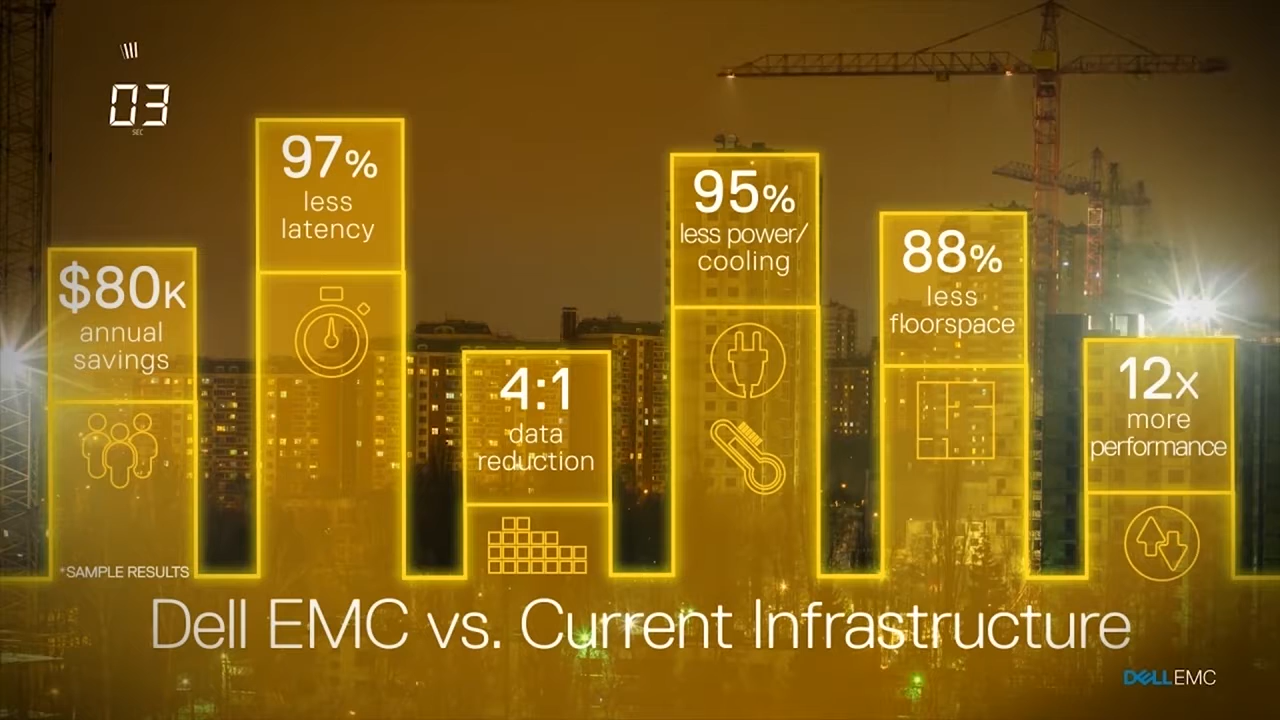 03
SEC
$80K
annual
savings
97%
less
latency
4:1
data
reduction
95%
less power/
cooling
88%
less
floorspace
12x
more
performance
*SAMPLE RESULTS
Dell EMC vs. Current Infrastructure
DELLEMC